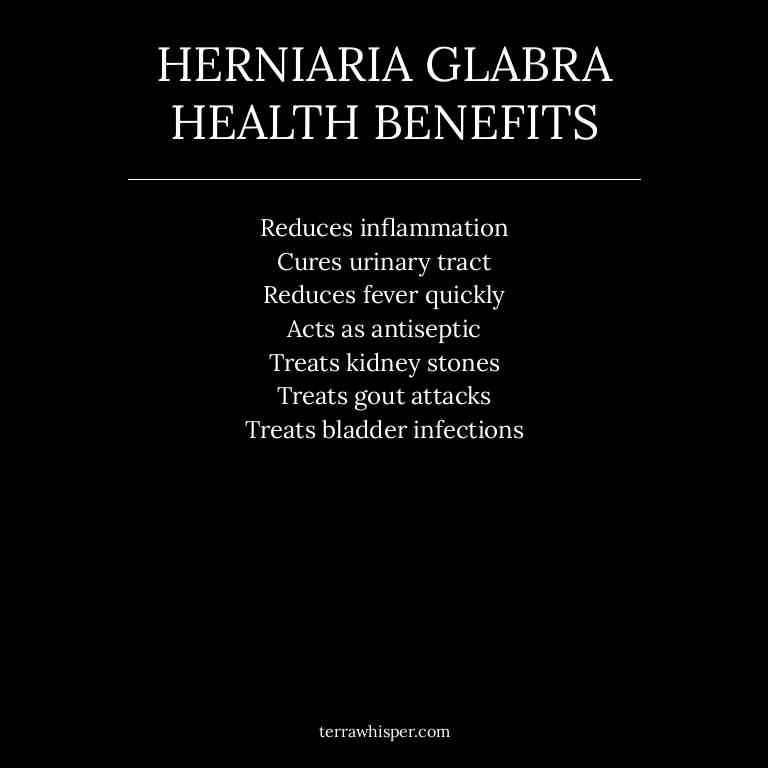 HERNIARIA GLABRA
HEALTH BENEFITS
Reduces inflammation
Cures urinary tract
Reduces fever quickly
Acts as antiseptic
Treats kidney stones
Treats gout attacks
Treats bladder infections
terrawhisper.com